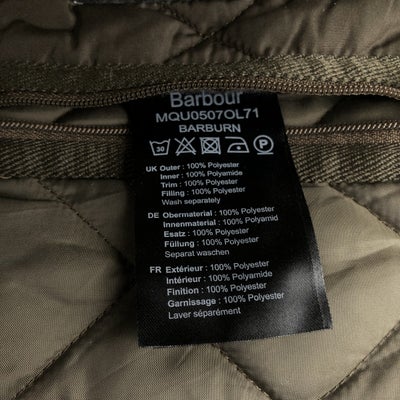 Barbour
MQU0507OL71
BARBURN
30 P
UK Outer : 100% Polyester
Inner : 100% Polyamide
Trim : 100% Polyester
Filling : 100% Polyester
Wash separately
DE Obermaterial : 100% Polyester
Innenmaterial : 100% Polyamid
Esatz : 100% Polyester
Füllung : 100% Polyester
Separat waschen
FR Extérieur : 100% Polyester
Intérieur : 100% Polyamide
Finition : 100% Polyester
Garnissage : 100% Polyester
Laver séparément